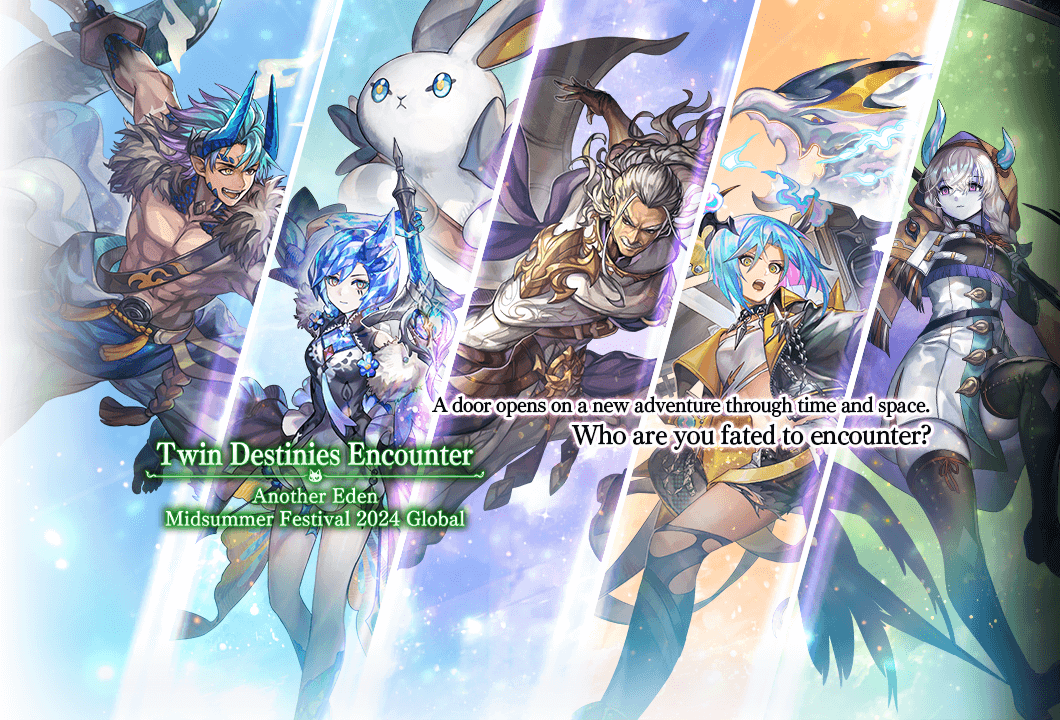 A door opens on a new adventure through time and space.
Who are you fated to encounter?
Twin Destinies Encounter
Another Eden
Midsummer Festival 2024 Global